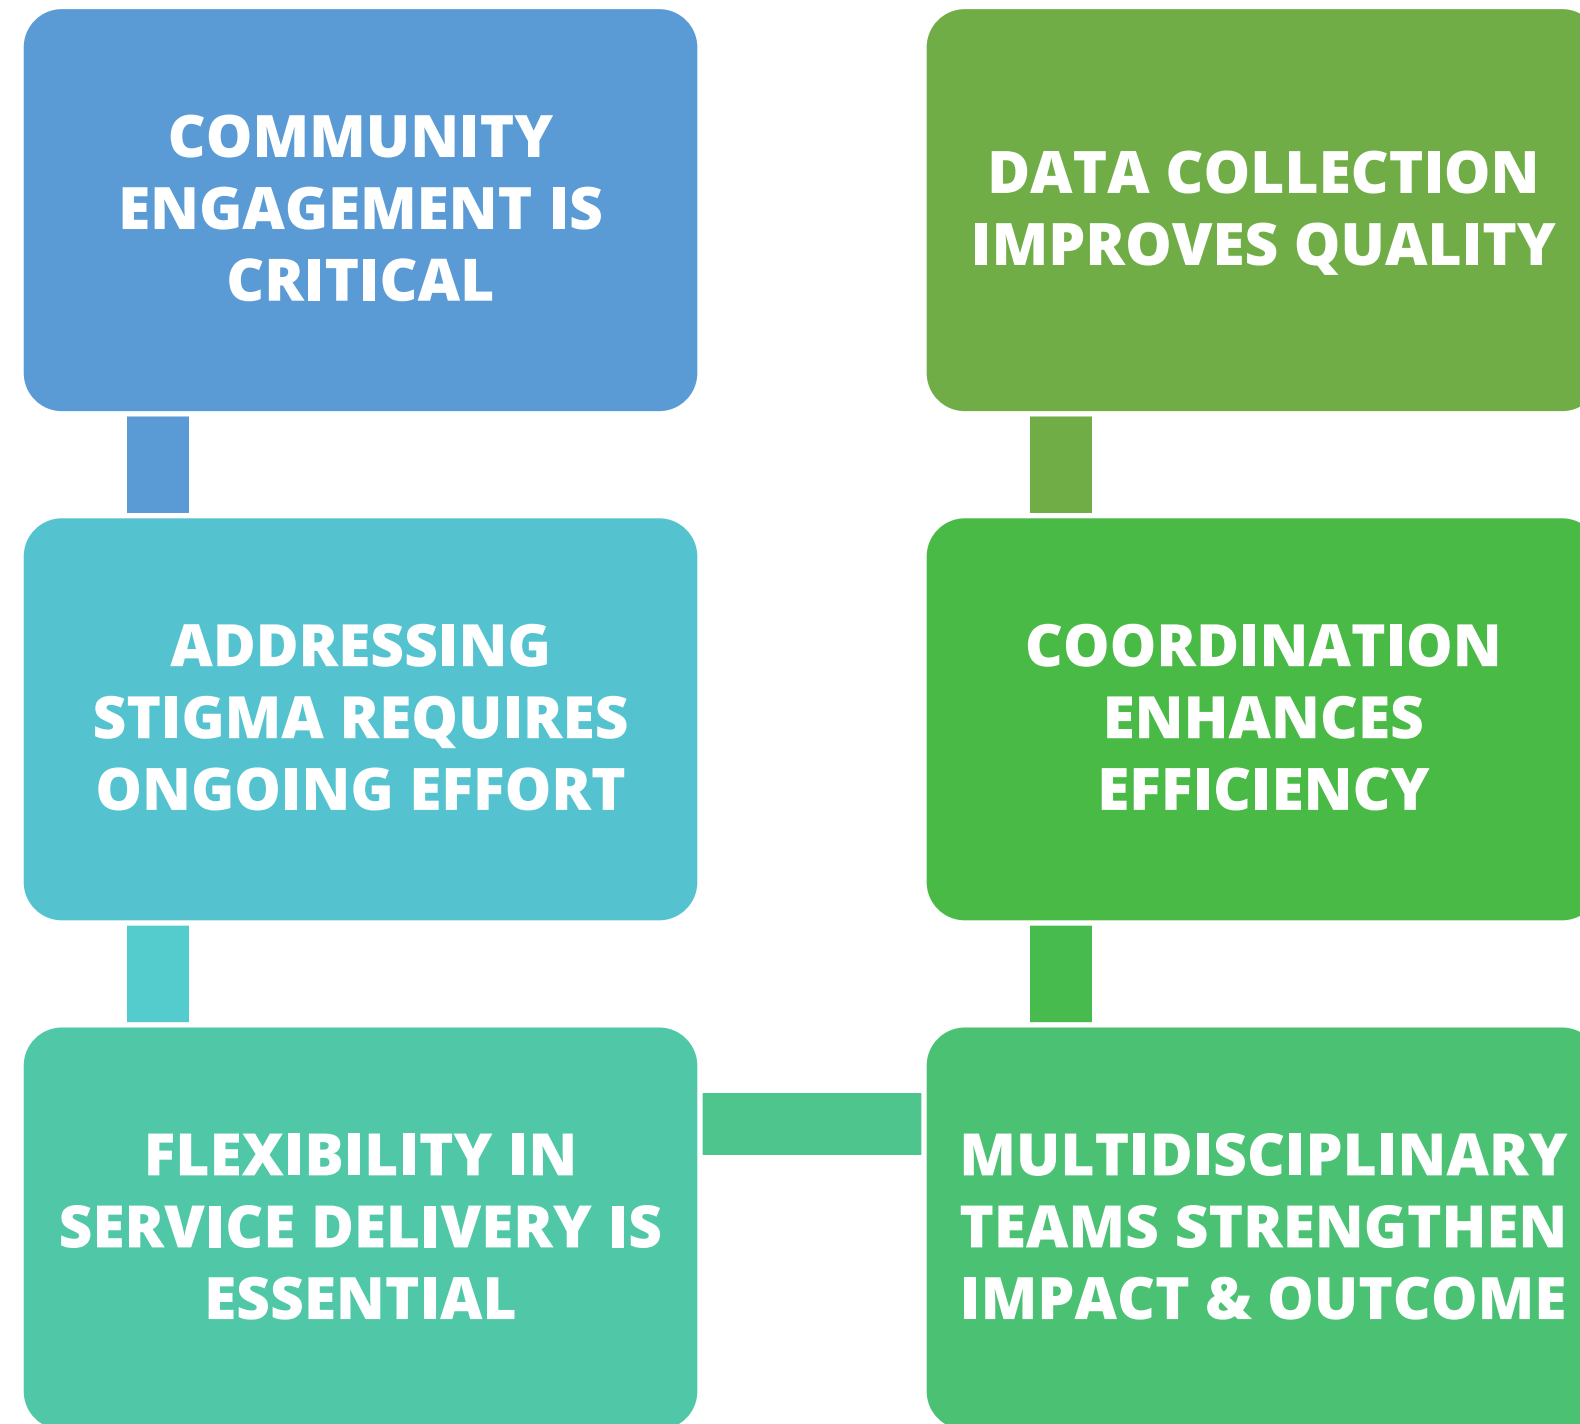 COMMUNITY
ENGAGEMENT IS
CRITICAL
ADDRESSING
STIGMA REQUIRES
ONGOING EFFORT
FLEXIBILITY IN
SERVICE DELIVERY IS
ESSENTIAL
MULTIDISCIPLINARY
TEAMS STRENGTHEN
IMPACT & OUTCOME
COORDINATION
ENHANCES
EFFICIENCY
DATA COLLECTION
IMPROVES QUALITY